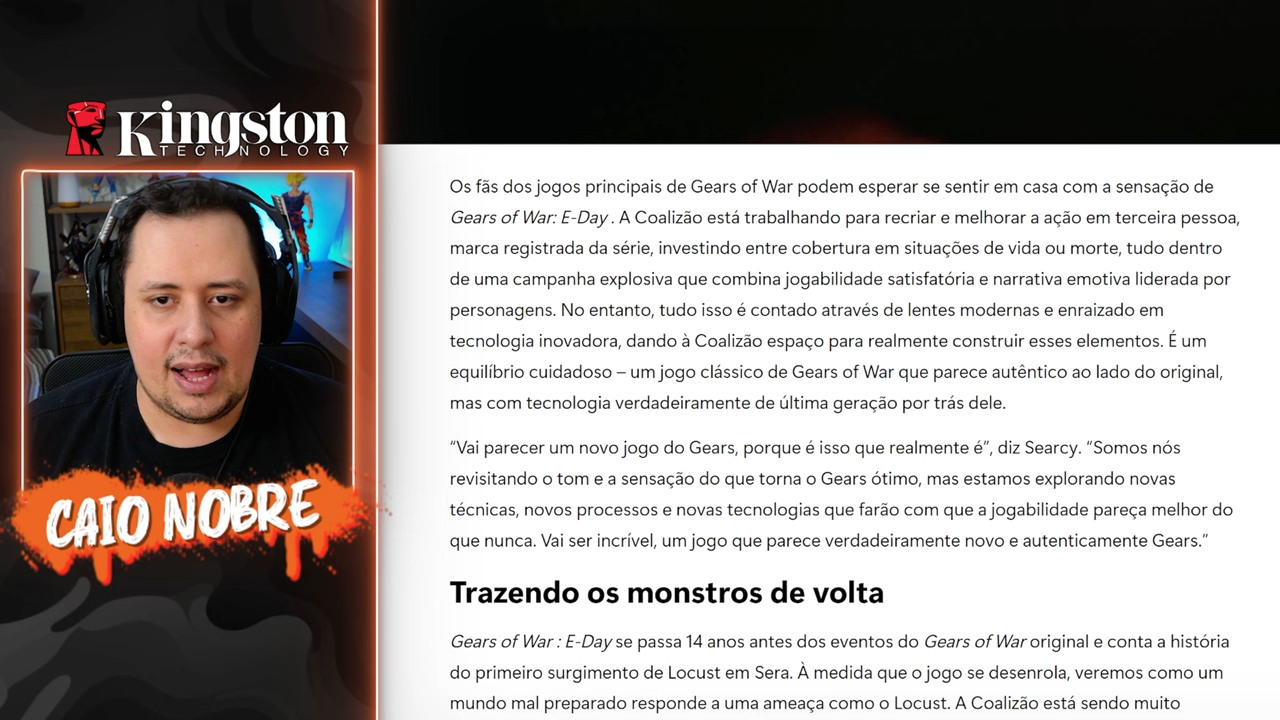 Kingston
TECHNOLOGY
CAIO NOBRE
Os fãs dos jogos principais de Gears of War podem esperar se sentir em casa com a sensação de
Gears of War: E-Day . A Coalizão está trabalhando para recriar e melhorar a ação em terceira pessoa,
marca registrada da série, investindo entre cobertura em situações de vida ou morte, tudo dentro
de uma campanha explosiva que combina jogabilidade satisfatória e narrativa emotiva liderada por
personagens. No entanto, tudo isso é contado através de lentes modernas e enraizado em
tecnologia inovadora, dando à Coalizão espaço para realmente construir esses elementos. É um
equilíbrio cuidadoso – um jogo clássico de Gears of War que parece autêntico ao lado do original,
mas com tecnologia verdadeiramente de última geração por trás dele.
“Vai parecer um novo jogo do Gears, porque é isso que realmente é”, diz Searcy. “Somos nós
revisitando o tom e a sensação do que torna o Gears ótimo, mas estamos explorando novas
técnicas, novos processos e novas tecnologias que farão com que a jogabilidade pareça melhor do
que nunca. Vai ser incrível, um jogo que parece verdadeiramente novo e autenticamente Gears.”
Trazendo os monstros de volta
Gears of War : E-Day se passa 14 anos antes dos eventos do Gears of War original e conta a história
do primeiro surgimento de Locust em Sera. À medida que o jogo se desenrola, veremos como um
mundo mal preparado responde a uma ameaça como o Locust. A Coalizão está sendo muito